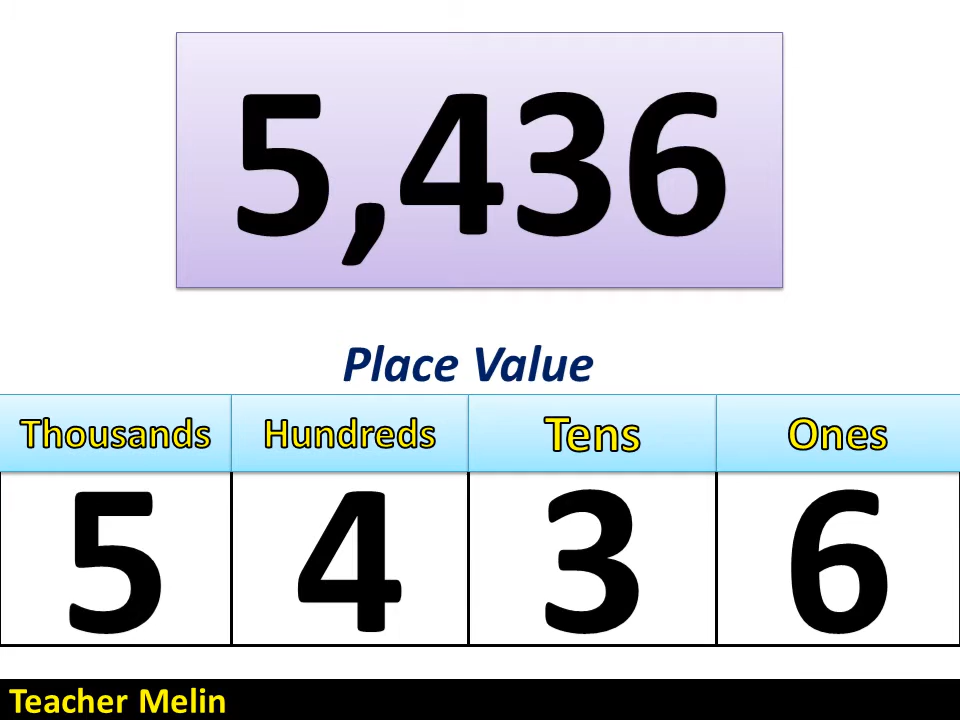 5,436
Place Value
Thousands Hundreds Tens Ones
5 4 3 6
Teacher Melin